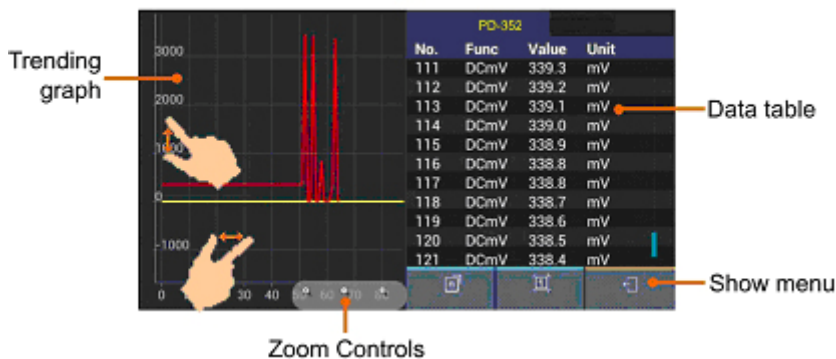 Trending
graph
3000
2000
1000
0
-1000
0 30 40 50 60 70 80
PD-352
No. Func Value Unit
111 DCmV 339.3 mV
112 DCmV 339.2 mV
113 DCmV 339.1 mV
114 DCmV 339.0 mV
115 DCmV 338.9 mV
116 DCmV 338.8 mV
117 DCmV 338.8 mV
118 DCmV 338.7 mV
119 DCmV 338.6 mV
120 DCmV 338.5 mV
121 DCmV 338.4 mV
Data table
Show menu
Zoom Controls